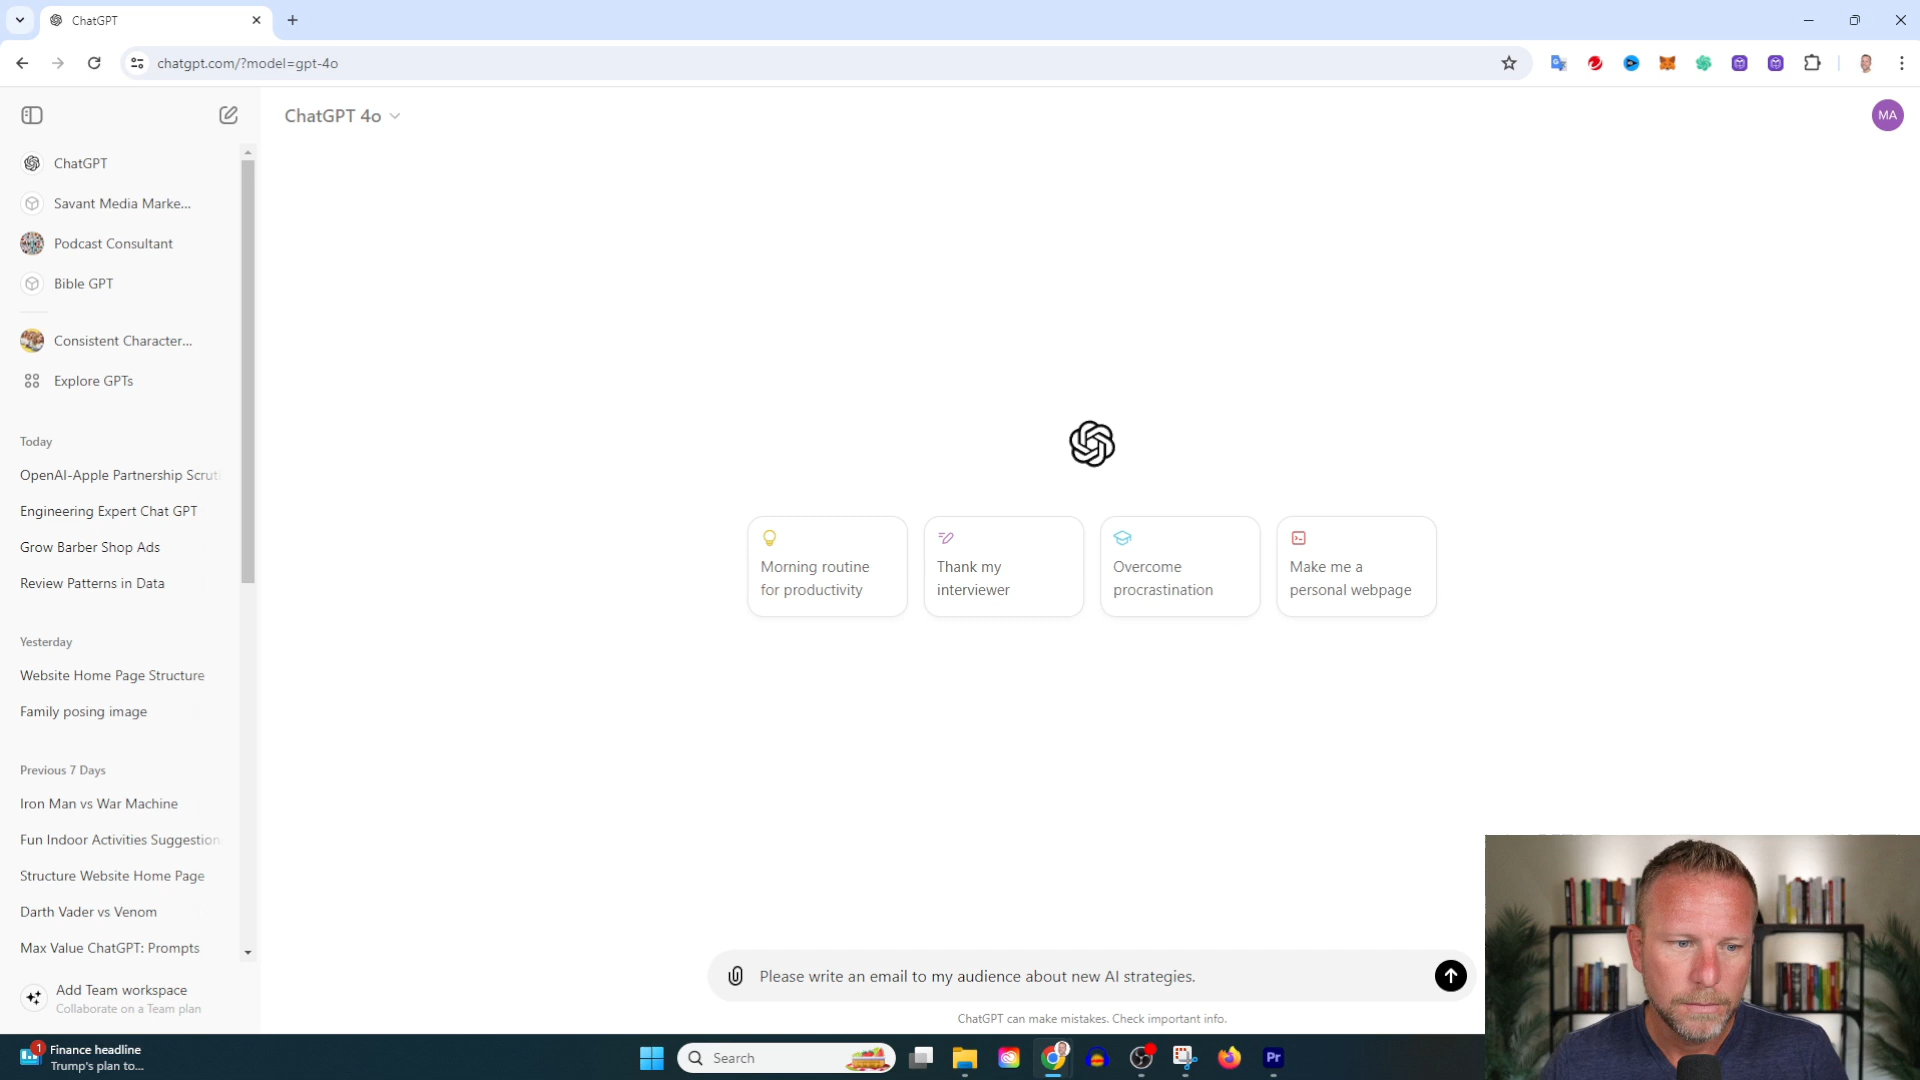 ChatGPT
chatgpt.com/?model=gpt-4o
ChatGPT 4o
MA
ChatGPT
Savant Media Marke...
Podcast Consultant
Bible GPT
Consistent Character...
Explore GPTs
Today
OpenAI-Apple Partnership Scruti
Engineering Expert Chat GPT
Grow Barber Shop Ads
Review Patterns in Data
Yesterday
Website Home Page Structure
Family posing image
Previous 7 Days
Iron Man vs War Machine
Fun Indoor Activities Suggestion
Structure Website Home Page
Darth Vader vs Venom
Max Value ChatGPT: Prompts
Add Team workspace
Collaborate on a Team plan
Morning routine
for productivity
Thank my
interviewer
Overcome
procrastination
Make me a
personal webpage
Please write an email to my audience about new AI strategies.
ChatGPT can make mistakes. Check important info.
1
Finance headline
Trump's plan to...
Search
Pr